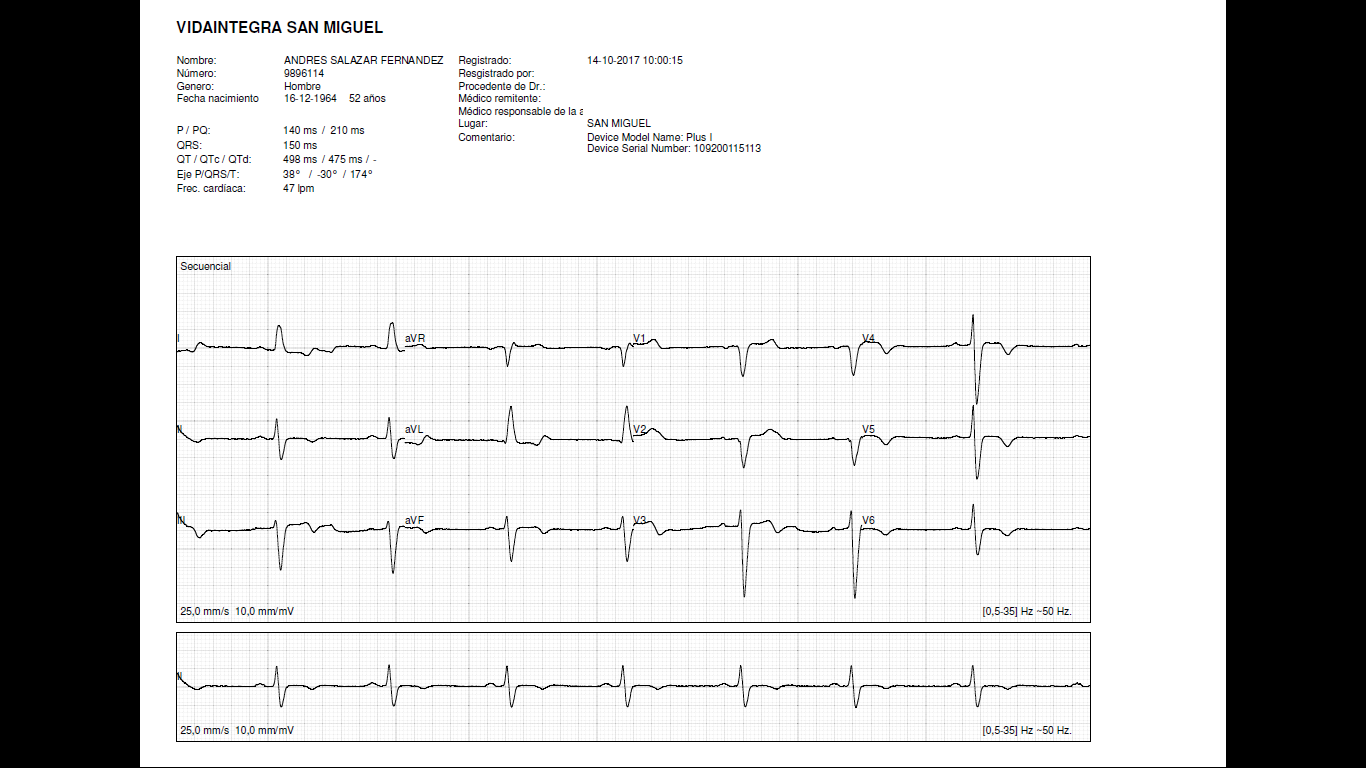 VIDAINTEGRA SAN MIGUEL
Nombre: ANDRES SALAZAR FERNANDEZ Registrado: 14-10-2017 10:00:15
Número: 9896114 Resgistrado por:
Genero: Hombre Procedente de Dr.:
Fecha nacimiento 16-12-1964 52 años Médico remitente:
Médico responsable de la a
Lugar: SAN MIGUEL
P / PQ: 140 ms / 210 ms Comentario: Device Model Name: Plus I
QRS: 150 ms Device Serial Number: 109200115113
QT / QTc / QTd: 498 ms / 475 ms / -
Eje P/QRS/T: 38° / -30° / 174°
Frec. cardíaca: 47 lpm
Secuencial
I aVR V1 V4
II aVL V2 V5
III aVF V3 V6
25,0 mm/s 10,0 mm/mV [0,5-35] Hz ~50 Hz.
II
25,0 mm/s 10,0 mm/mV [0,5-35] Hz ~50 Hz.